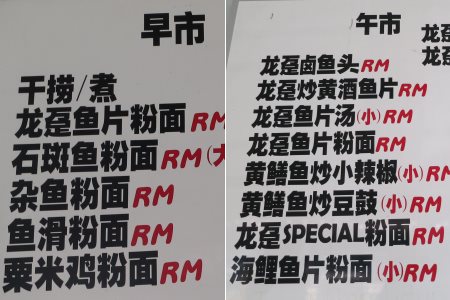 早市
干捞/煮
龙趸鱼片粉面RM
石斑鱼粉面RM(大
杂鱼粉面RM
鱼滑粉面RM
粟米鸡粉面RM
午市
龙趸
龙趸
龙趸卤鱼头RM
龙趸炒黄酒鱼片RM
龙趸鱼片汤(小)RM
龙趸鱼片粉面RM
黄鳝鱼炒小辣椒(小)RM
黄鳝鱼炒豆鼓(小)RM
龙趸SPECIAL粉面RM
海鲤鱼片粉面(小)RM